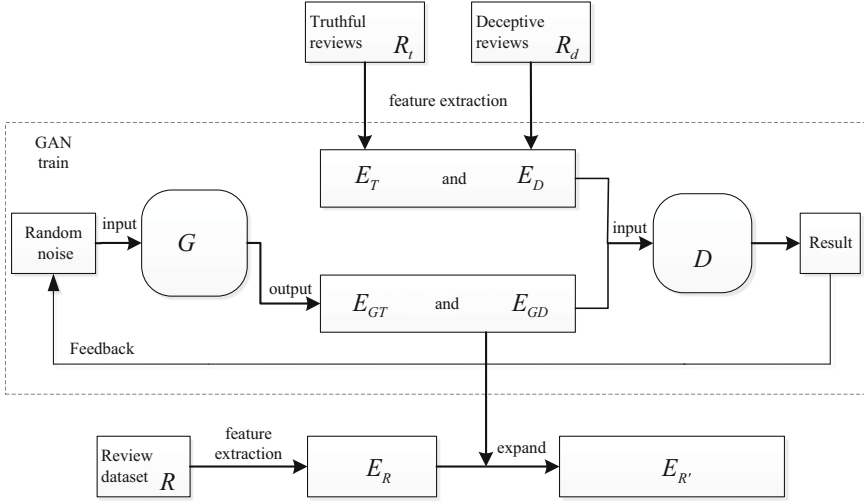 Truthful
reviews R_t
Deceptive
reviews R_d
feature extraction
GAN
train
E_T and E_D
Random
noise
input
G
output
E_GT and E_GD
input
D
Result
Feedback
Review
dataset R
feature
extraction
E_R
expand
E_R'